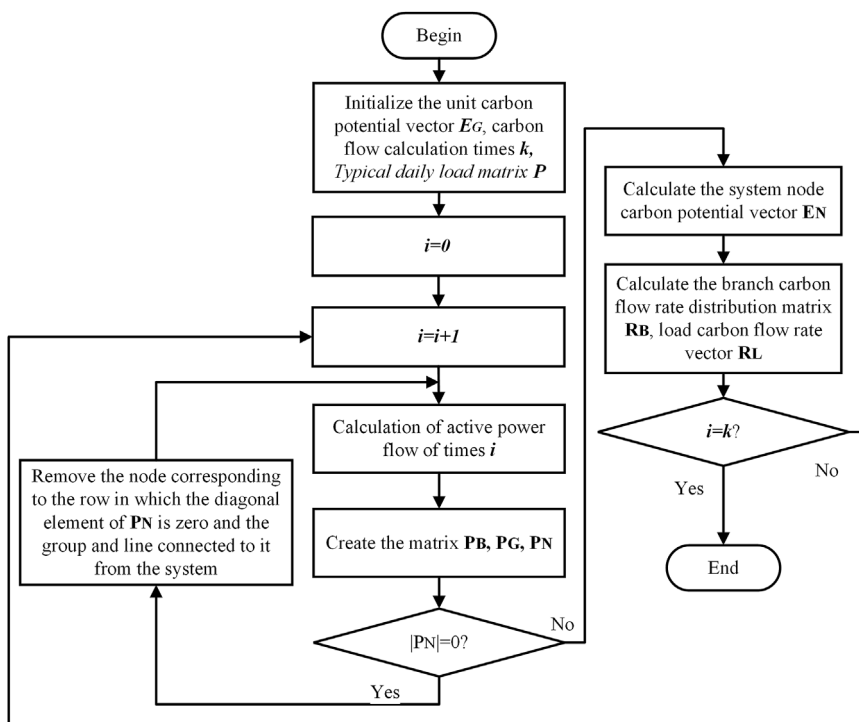 Begin
Initialize the unit carbon
potential vector EG, carbon
flow calculation times k,
Typical daily load matrix P
i=0
i=i+1
Calculation of active power
flow of times i
Create the matrix PB, PG, PN
|PN|=0?
Yes
No
Remove the node corresponding
to the row in which the diagonal
element of PN is zero and the
group and line connected to it
from the system
Calculate the system node
carbon potential vector EN
Calculate the branch carbon
flow rate distribution matrix
RB, load carbon flow rate
vector RL
i=k?
No
Yes
End